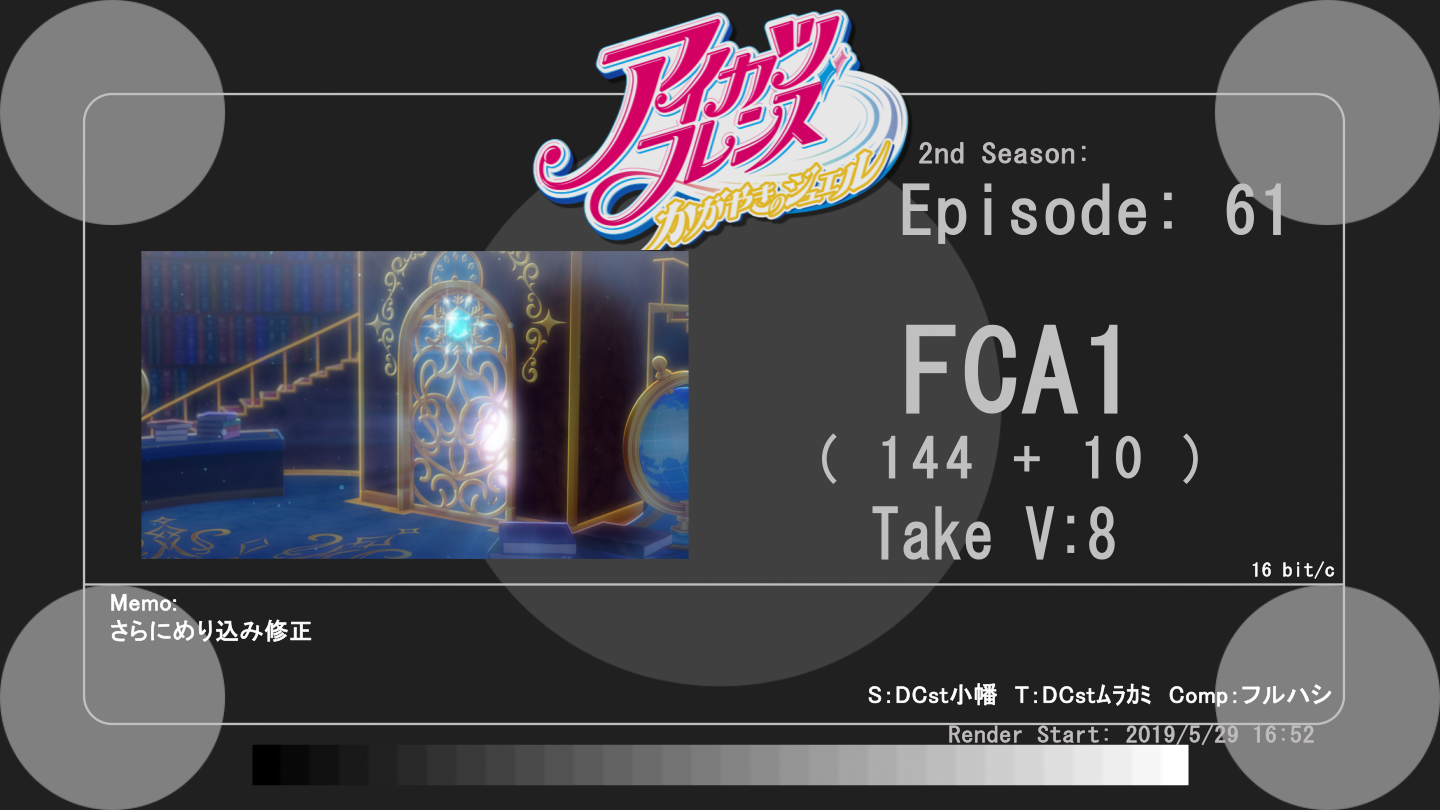 アイカツ
フレンズ
かがやきのジュエル
2nd Season:
Episode: 61
FCA1
( 144 + 10 )
Take V:8
16 bit/c
Memo:
さらにめり込み修正
S:DCst小幡 T:DCstﾑﾗｶﾐ Comp:フルハシ
Render Start: 2019/5/29 16:52